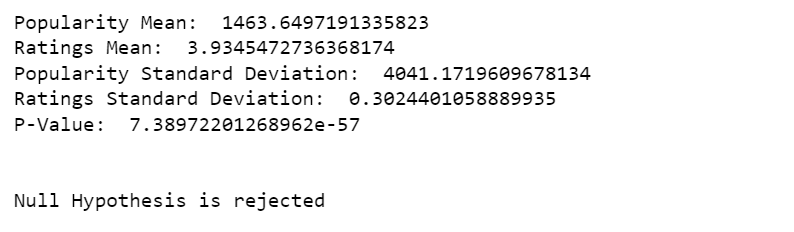 Popularity Mean:  1463.6497191335823
Ratings Mean:  3.9345472736368174
Popularity Standard Deviation:  4041.1719609678134
Ratings Standard Deviation:  0.3024401058889935
P-Value:  7.38972201268962e-57
Null Hypothesis is rejected